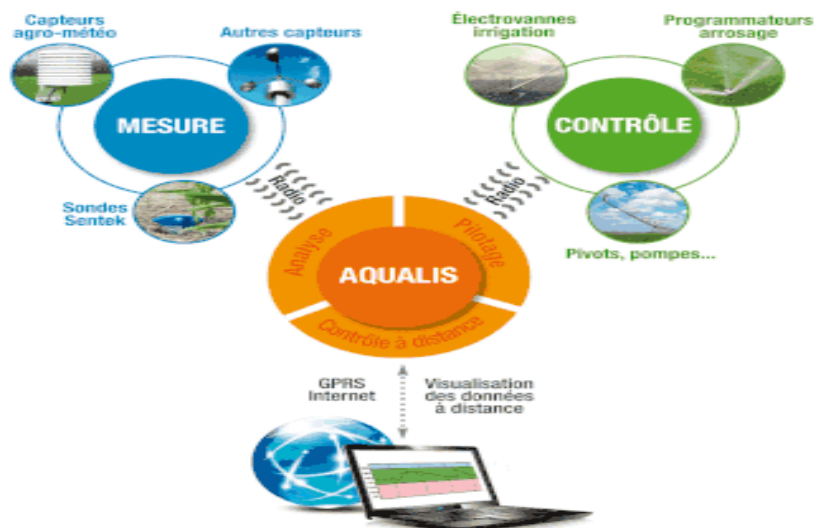 Capteurs
agro-météo
Autres capteurs
MESURE
Sondes
Sentek
Électrovannes
irrigation
Programmateurs
arrosage
CONTRÔLE
Pivots, pompes...
Radio
Radio
Analyse
Pilotage
AQUALIS
Contrôle à distance
GPRS
Internet
Visualisation
des données
à distance